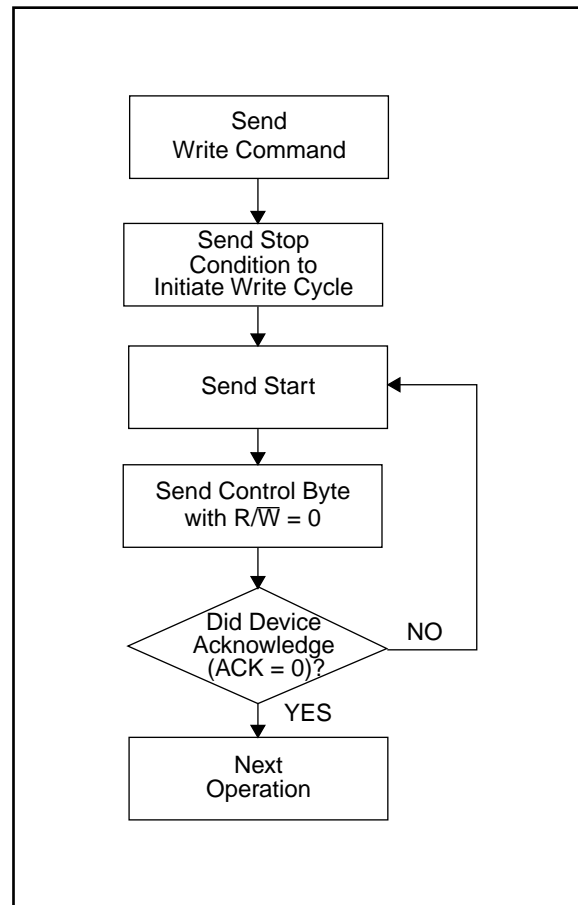 Send
Write Command
Send Stop
Condition to
Initiate Write Cycle
Send Start
Send Control Byte
with R/W̅ = 0
Did Device
Acknowledge
(ACK = 0)?
NO
YES
Next
Operation